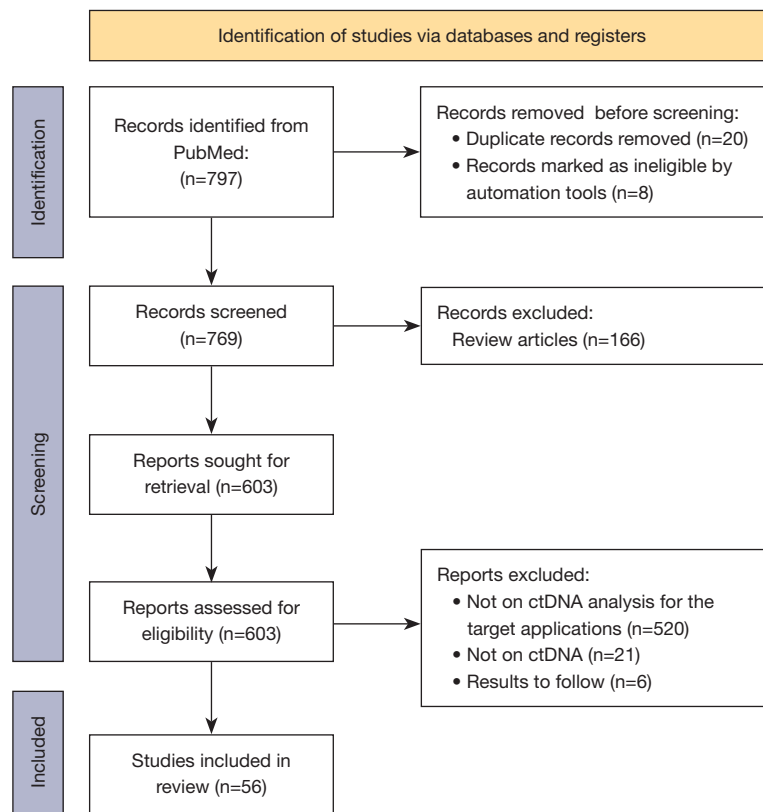 Identification of studies via databases and registers
Identification
Records identified from
PubMed:
(n=797)
Records removed  before screening:
• Duplicate records removed (n=20)
• Records marked as ineligible by
automation tools (n=8)
Screening
Records screened
(n=769)
Records excluded:
Review articles (n=166)
Reports sought for
retrieval (n=603)
Reports assessed for
eligibility (n=603)
Reports excluded:
• Not on ctDNA analysis for the
target applications (n=520)
• Not on ctDNA (n=21)
• Results to follow (n=6)
Included
Studies included in
review (n=56)